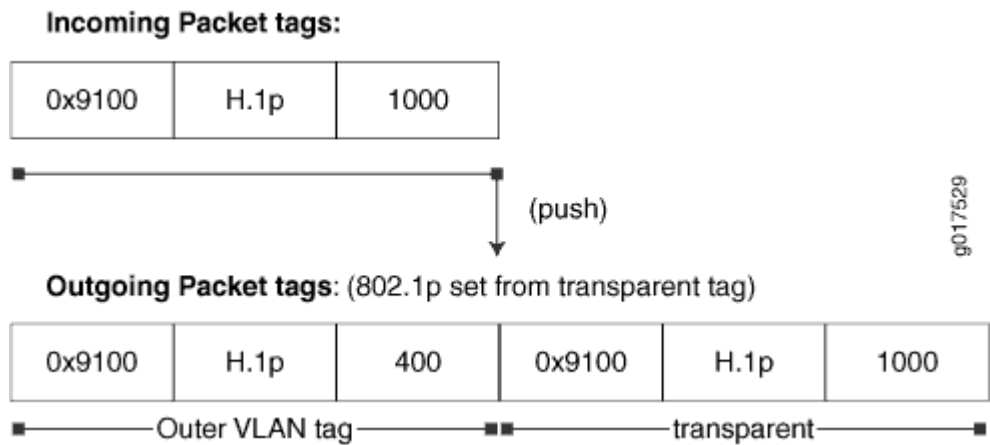 Incoming Packet tags:
0x9100 H.1p 1000
(push)
g017529
Outgoing Packet tags: (802.1p set from transparent tag)
0x9100 H.1p 400 0x9100 H.1p 1000
Outer VLAN tag transparent